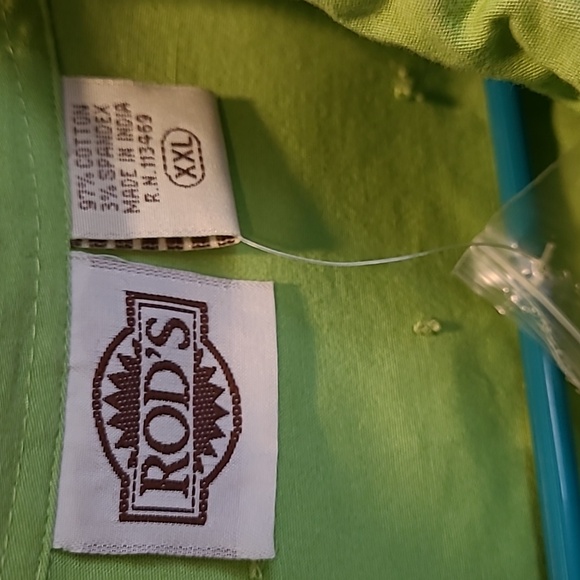 97% COTTON
3% SPANDEX
MADE IN INDIA
R.N. 113469
XXL
ROD'S